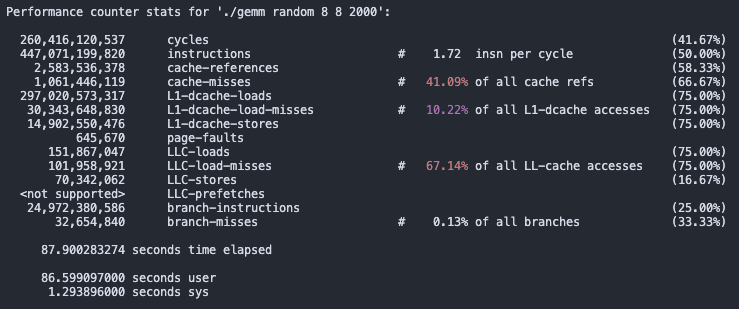 Performance counter stats for './gemm random 8 8 2000':
260,416,120,537 cycles (41.67%)
447,071,199,820 instructions # 1.72 insn per cycle (50.00%)
2,583,536,378 cache-references (58.33%)
1,061,446,119 cache-misses # 41.09% of all cache refs (66.67%)
297,020,573,317 L1-dcache-loads (75.00%)
30,343,648,830 L1-dcache-load-misses # 10.22% of all L1-dcache accesses (75.00%)
14,902,550,476 L1-dcache-stores (75.00%)
645,670 page-faults
151,867,047 LLC-loads (75.00%)
101,958,921 LLC-load-misses # 67.14% of all LL-cache accesses (75.00%)
70,342,062 LLC-stores (16.67%)
<not supported> LLC-prefetches
24,972,380,586 branch-instructions (25.00%)
32,654,840 branch-misses # 0.13% of all branches (33.33%)
87.900283274 seconds time elapsed
86.599097000 seconds user
1.293896000 seconds sys